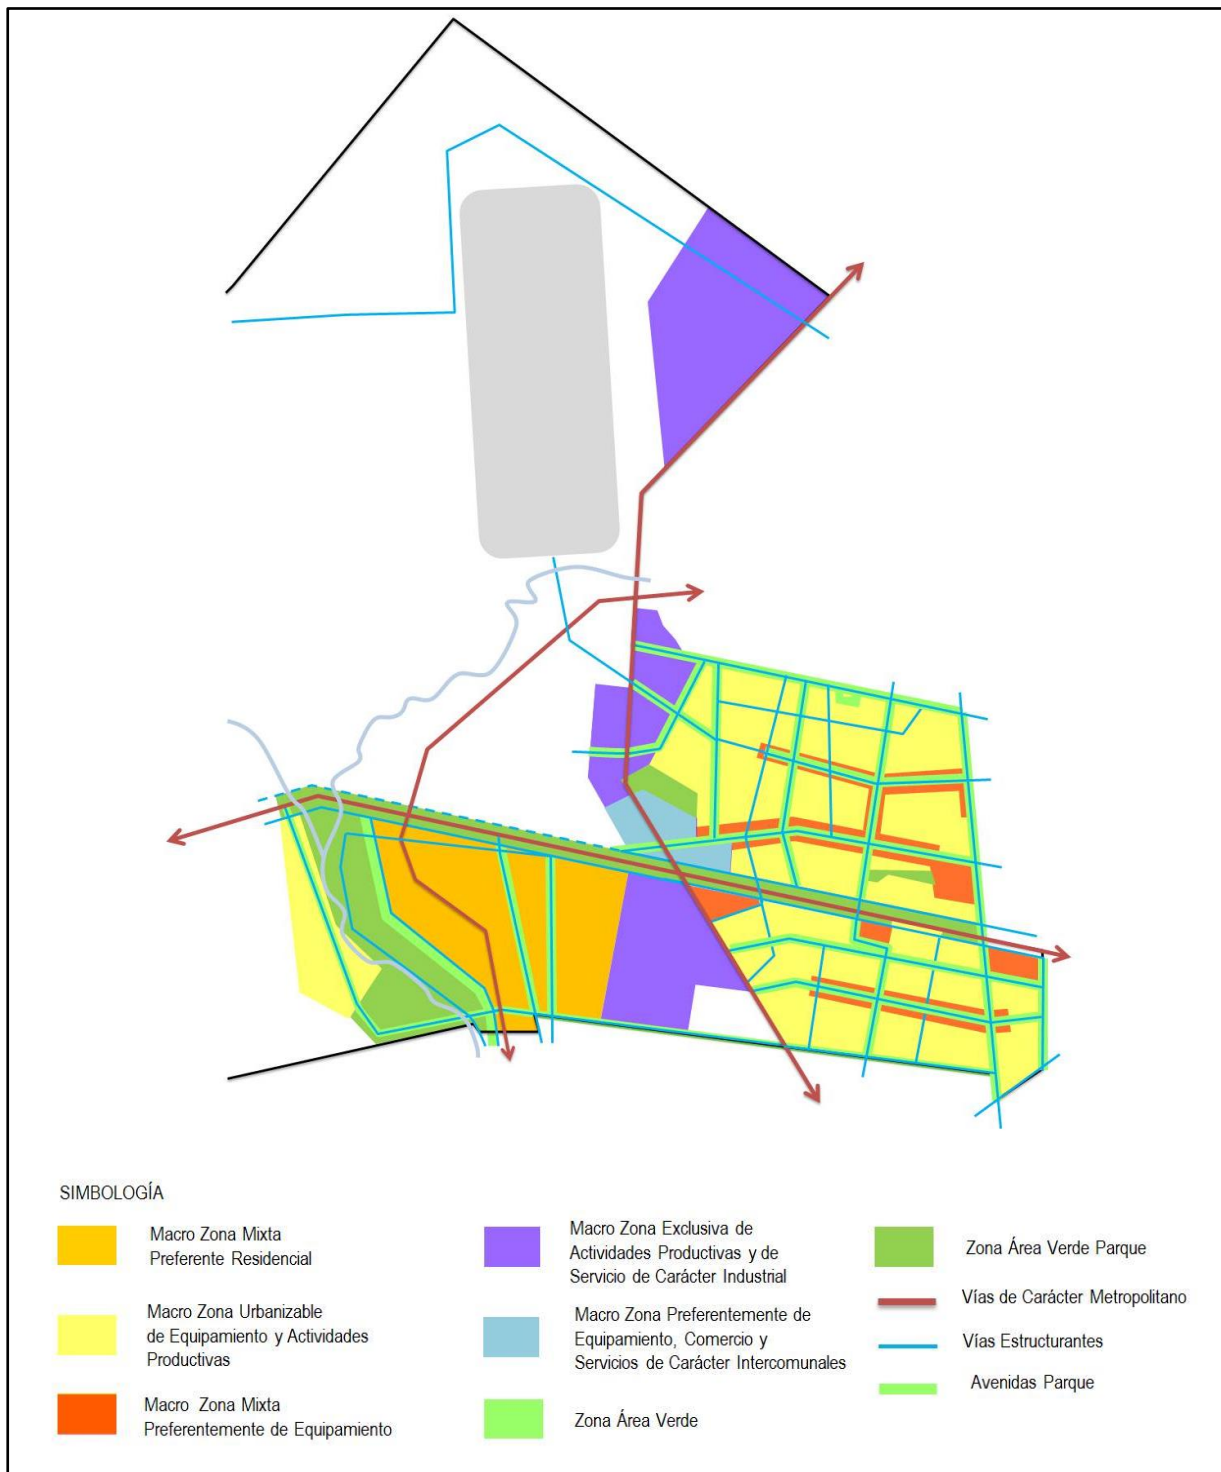 SIMBOLOGÍA
Macro Zona Mixta
Preferente Residencial
Macro Zona Urbanizable
de Equipamiento y Actividades
Productivas
Macro Zona Mixta
Preferentemente de Equipamiento
Macro Zona Exclusiva de
Actividades Productivas y de
Servicio de Carácter Industrial
Macro Zona Preferentemente de
Equipamiento, Comercio y
Servicios de Carácter Intercomunales
Zona Área Verde
Zona Área Verde Parque
Vías de Carácter Metropolitano
Vías Estructurantes
Avenidas Parque